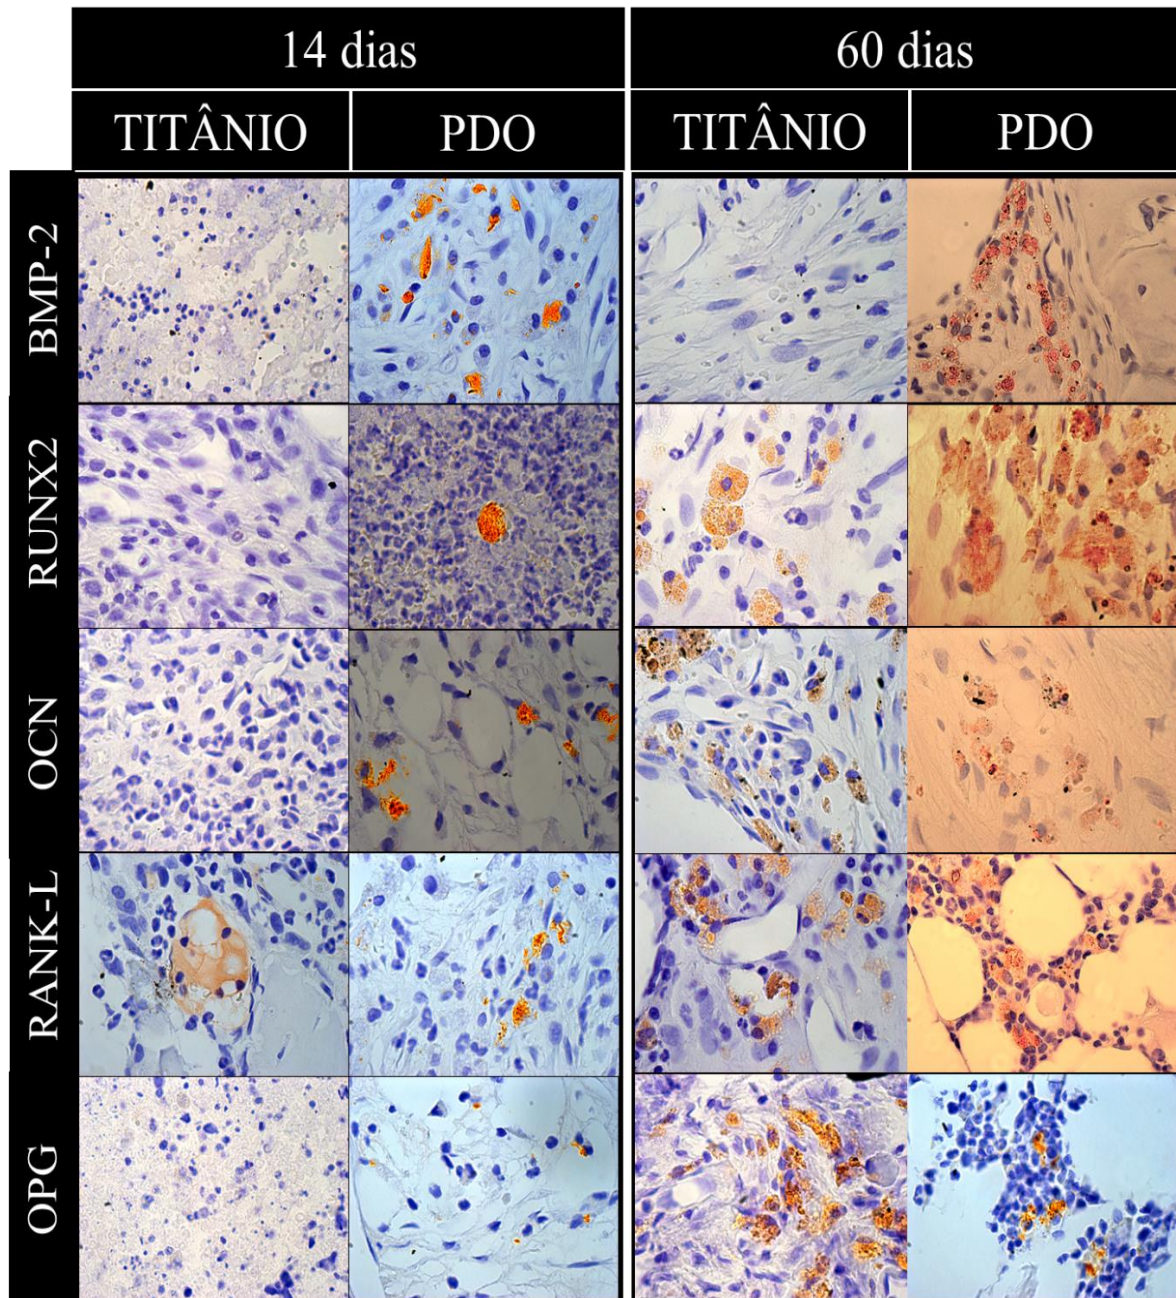 14 dias
60 dias
TITÂNIO
PDO
TITÂNIO
PDO
BMP-2
RUNX2
OCN
RANK-L
OPG